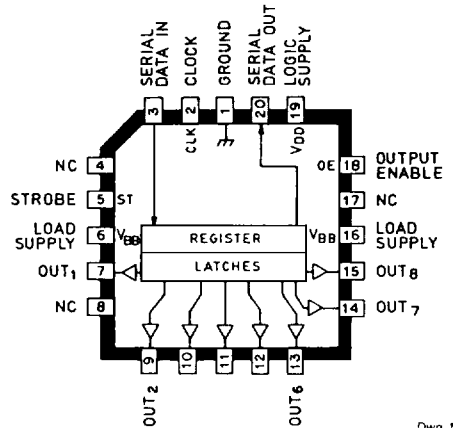 SERIAL DATA IN
CLOCK
GROUND
SERIAL DATA OUT
LOGIC SUPPLY
3
2
1
20
19
CLK
VDD
NC
4
OE
18
OUTPUT ENABLE
STROBE
5
ST
17
NC
LOAD SUPPLY
6
VBB
REGISTER
VBB
16
LOAD SUPPLY
OUT1
7
LATCHES
15
OUT8
NC
8
14
OUT7
9
10
11
12
13
OUT2
OUT6